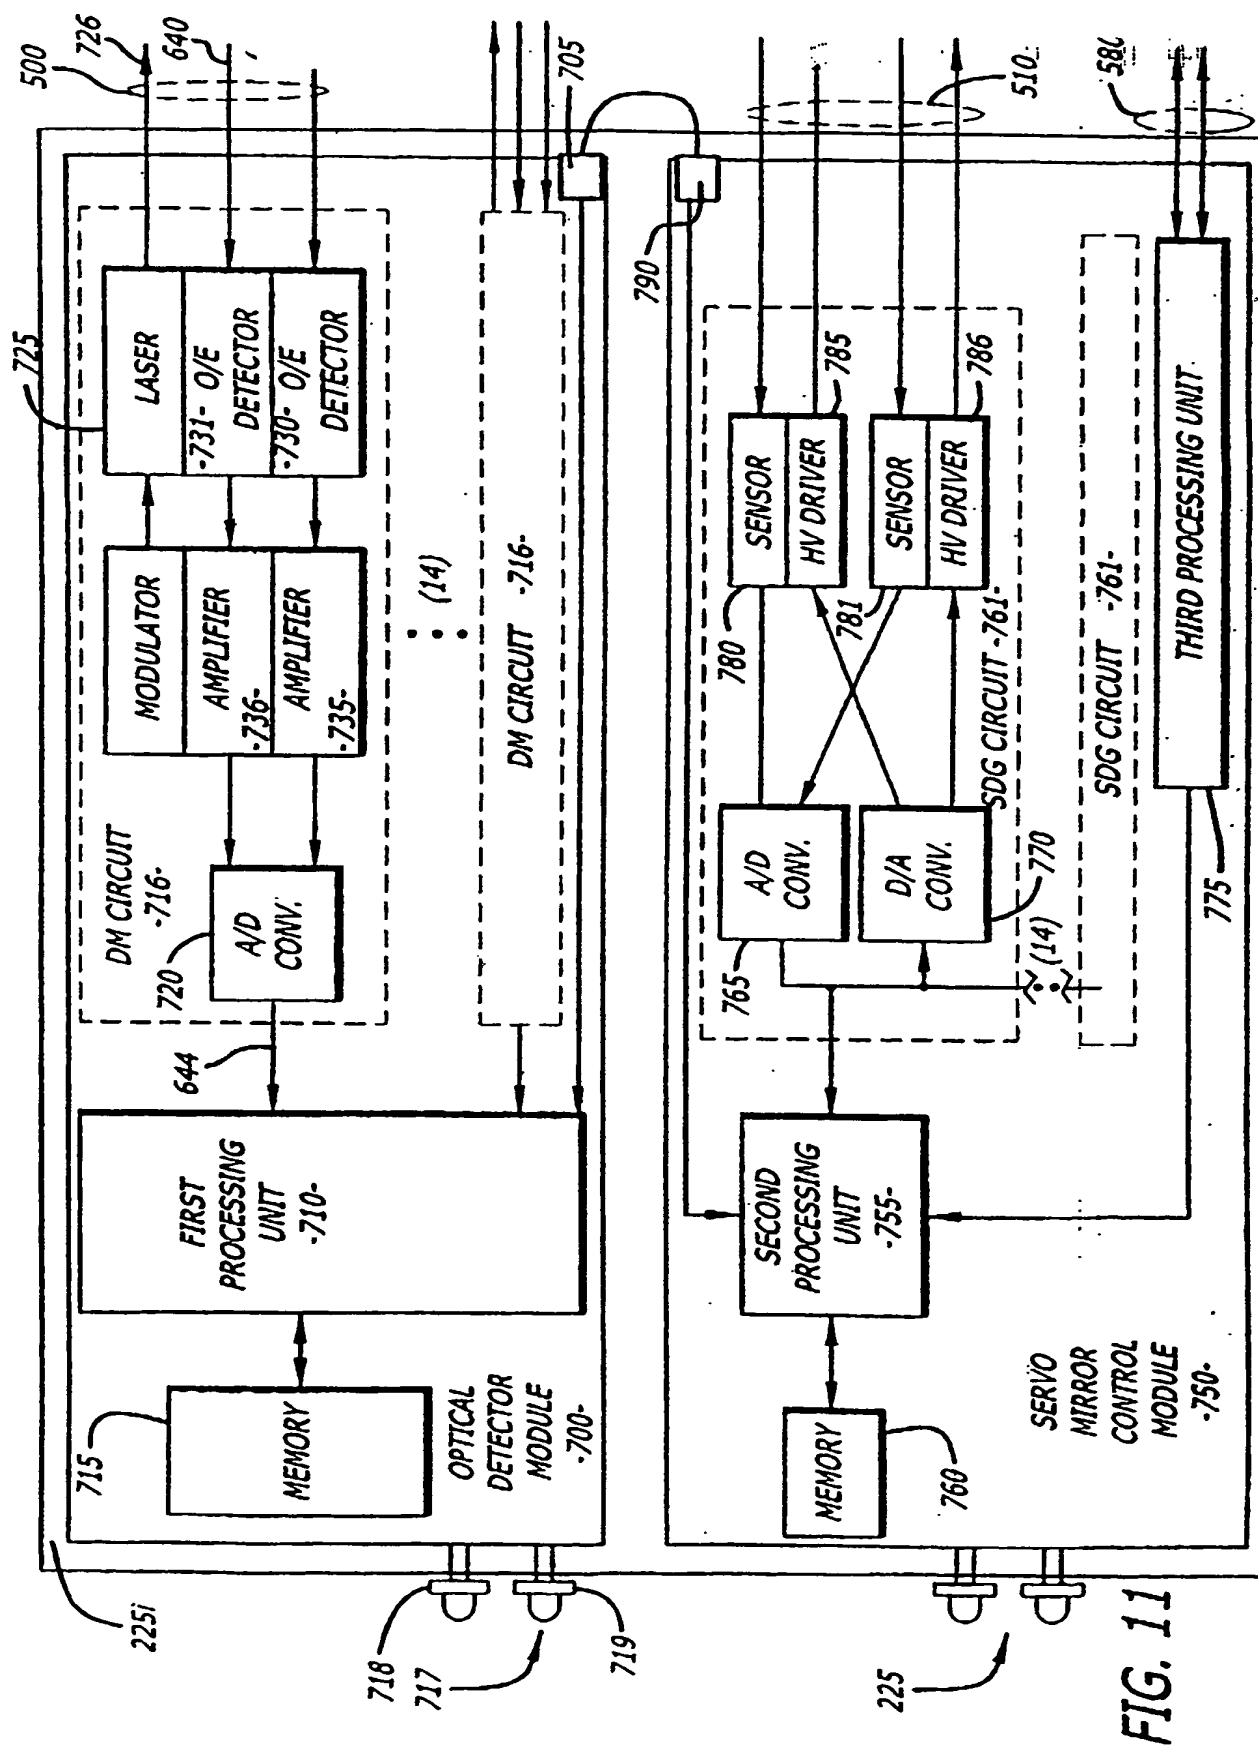 500
726
640
705
725
LASER
-731- O/E
DETECTOR
-730- O/E
DETECTOR
MODULATOR
AMPLIFIER
-736-
AMPLIFIER
-735-
(14)
DM CIRCUIT
-716-
720
A/D
CONV.
644
DM CIRCUIT -716-
FIRST
PROCESSING
UNIT
-710-
715
MEMORY
OPTICAL
DETECTOR
MODULE
-700-
225i
718
717
719
510
790
SENSOR
HV DRIVER
785
SENSOR
HV DRIVER
786
780
781
A/D
CONV.
D/A
CONV.
765
770
SDG CIRCUIT -761-
(14)
SDG CIRCUIT -761-
THIRD PROCESSING UNIT
775
SECOND
PROCESSING
UNIT
-755-
MEMORY
760
SERVO
MIRROR
CONTROL
MODULE
-750-
225
FIG. 11